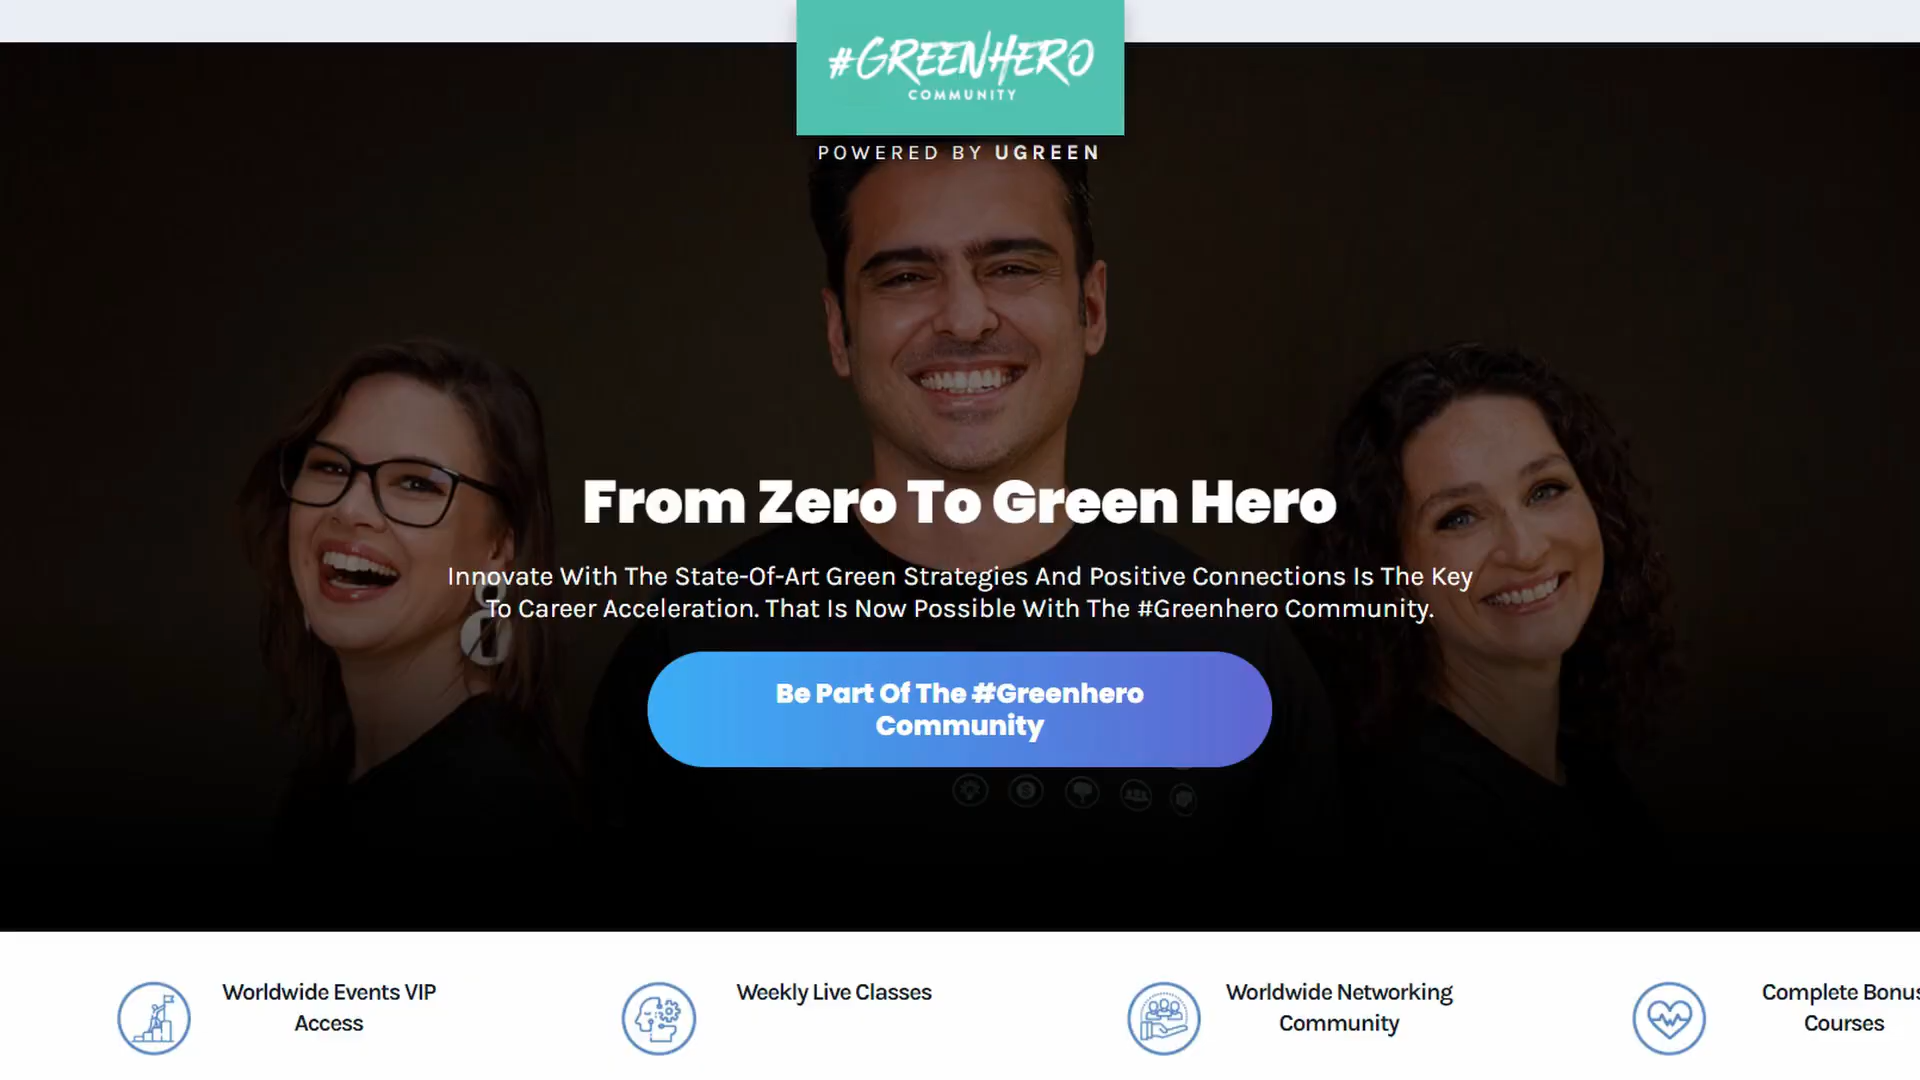 #GREENHERO
COMMUNITY
POWERED BY UGREEN
From Zero To Green Hero
Innovate With The State-Of-Art Green Strategies And Positive Connections Is The Key
To Career Acceleration. That Is Now Possible With The #Greenhero Community.
Be Part Of The #Greenhero
Community
Worldwide Events VIP
Access
Weekly Live Classes
Worldwide Networking
Community
Complete Bonus
Courses